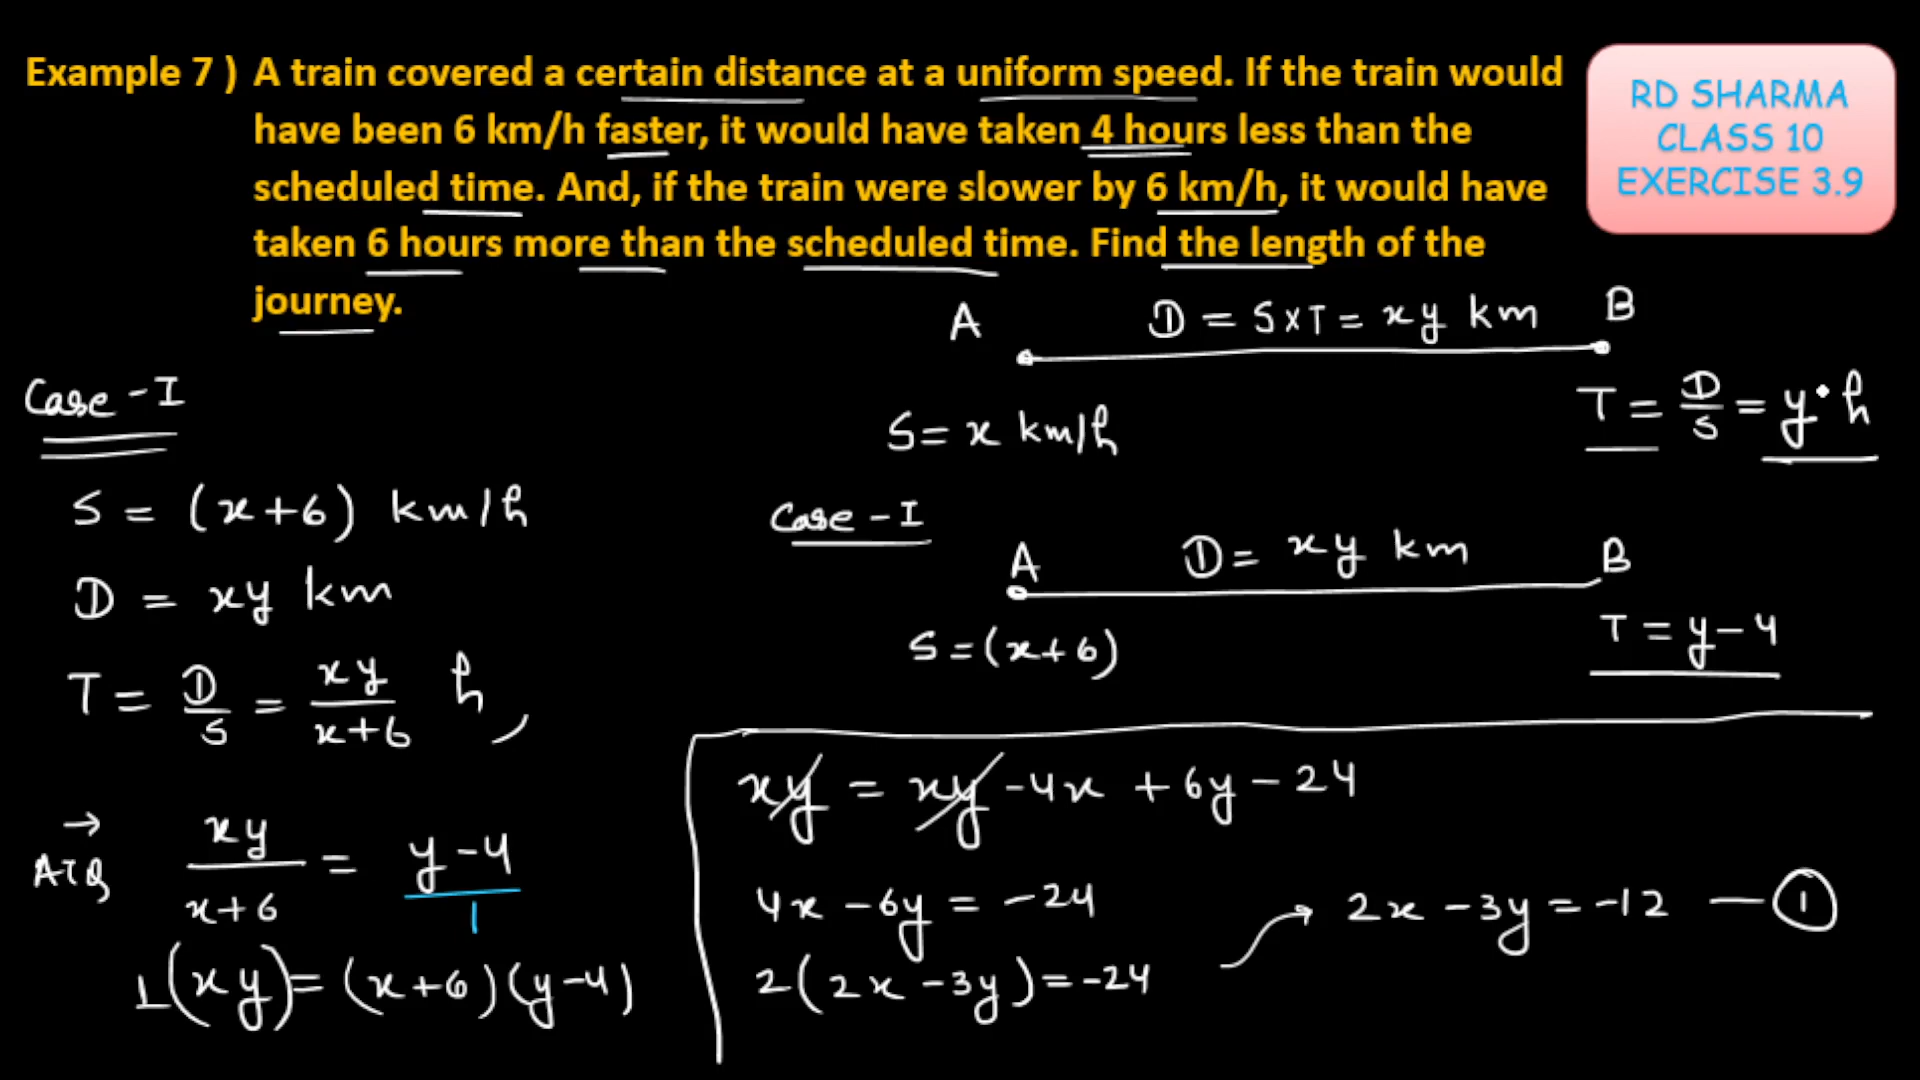 Example 7 ) A train covered a certain distance at a uniform speed. If the train would
have been 6 km/h faster, it would have taken 4 hours less than the
scheduled time. And, if the train were slower by 6 km/h, it would have
taken 6 hours more than the scheduled time. Find the length of the
journey.
RD SHARMA
CLASS 10
EXERCISE 3.9
A D = S×T = xy km B
S = x km/h
T = D/S = y · h
Case - I
S = (x+6) km/h
D = xy km
T = D/S = xy/(x+6) h,
→
ATQ xy/(x+6) = (y-4)/1
1(xy) = (x+6)(y-4)
Case - I
A D = xy km B
S = (x+6)
T = y-4
xy = xy - 4x + 6y - 24
4x - 6y = -24
2(2x - 3y) = -24
→ 2x - 3y = -12 — ①